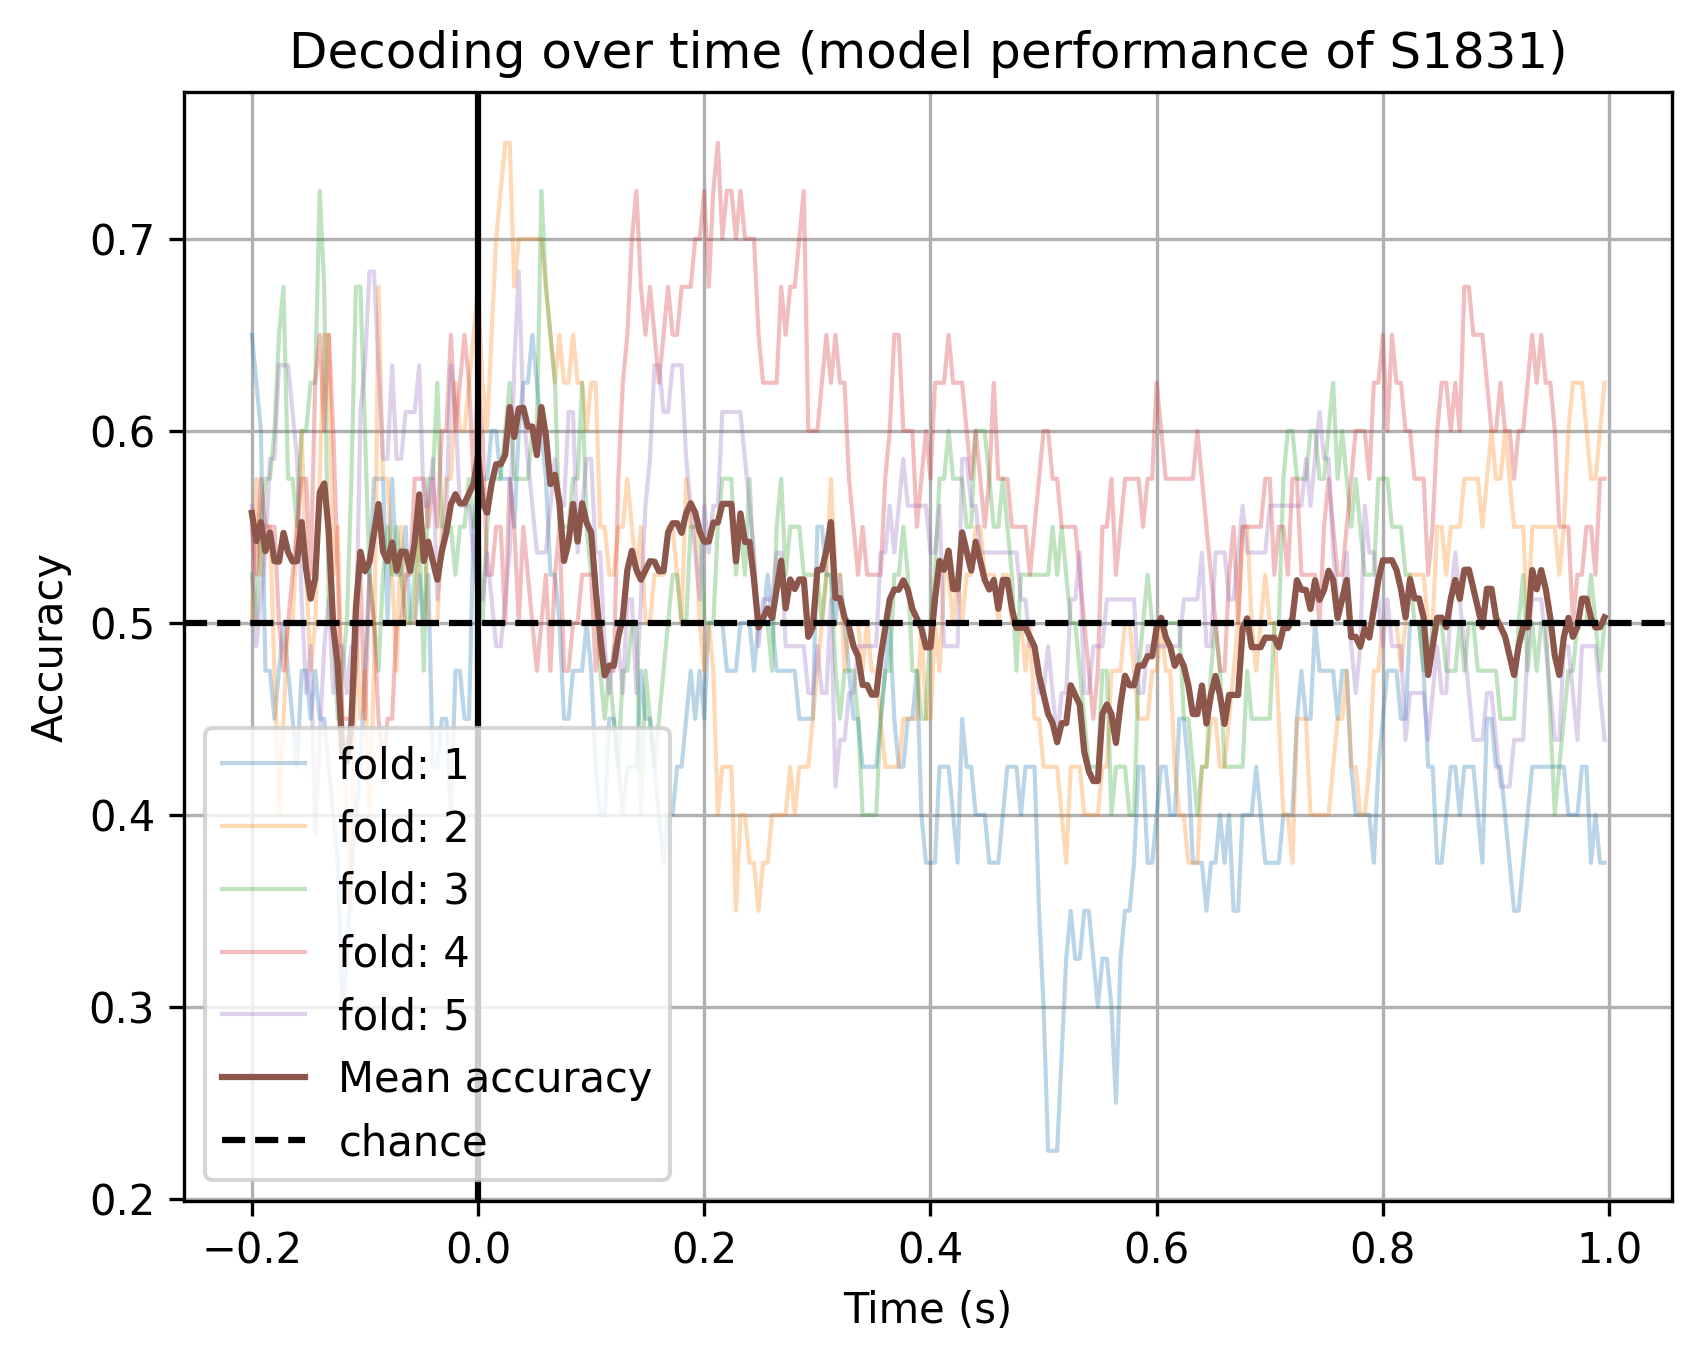 Decoding over time (model performance of S1831)
Accuracy
0.7
0.6
0.5
0.4
0.3
0.2
fold: 1
fold: 2
fold: 3
fold: 4
fold: 5
Mean accuracy
chance
−0.2 0.0 0.2 0.4 0.6 0.8 1.0
Time (s)